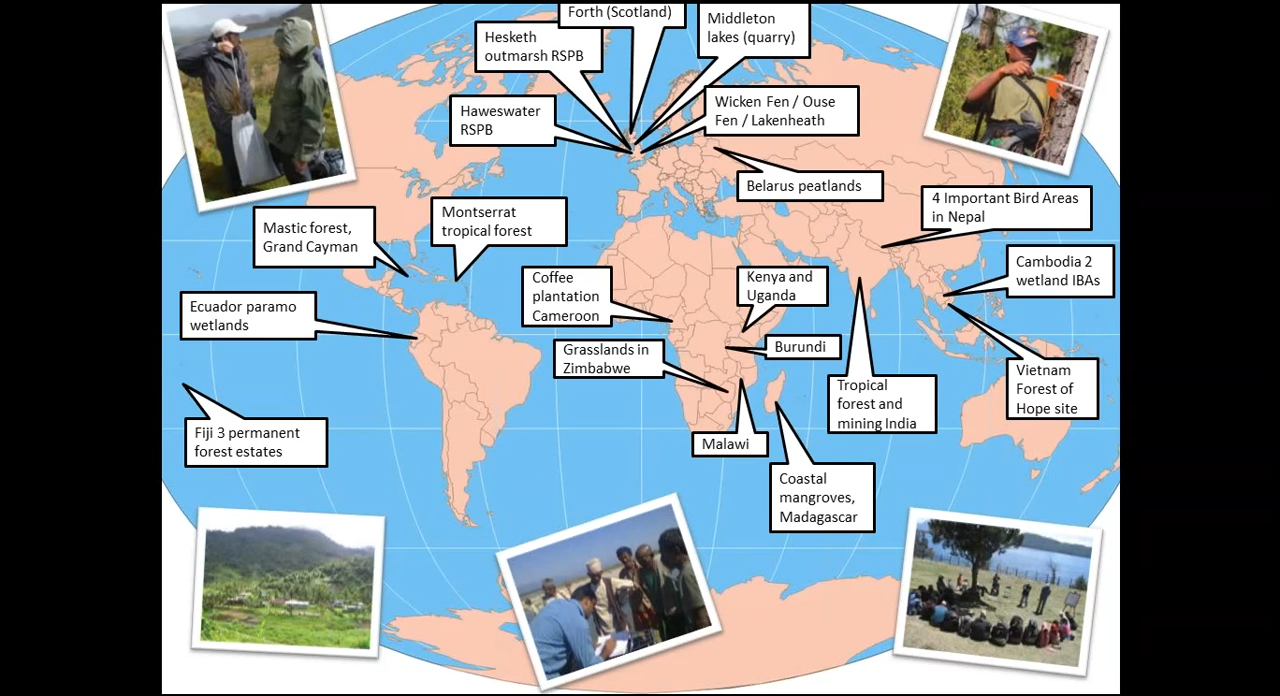 Forth (Scotland)
Middleton
lakes (quarry)
Hesketh
outmarsh RSPB
Haweswater
RSPB
Wicken Fen / Ouse
Fen / Lakenheath
Belarus peatlands
4 Important Bird Areas
in Nepal
Mastic forest,
Grand Cayman
Montserrat
tropical forest
Cambodia 2
wetland IBAs
Coffee
plantation
Cameroon
Kenya and
Uganda
Ecuador paramo
wetlands
Burundi
Grasslands in
Zimbabwe
Vietnam
Forest of
Hope site
Tropical
forest and
mining India
Fiji 3 permanent
forest estates
Malawi
Coastal
mangroves,
Madagascar